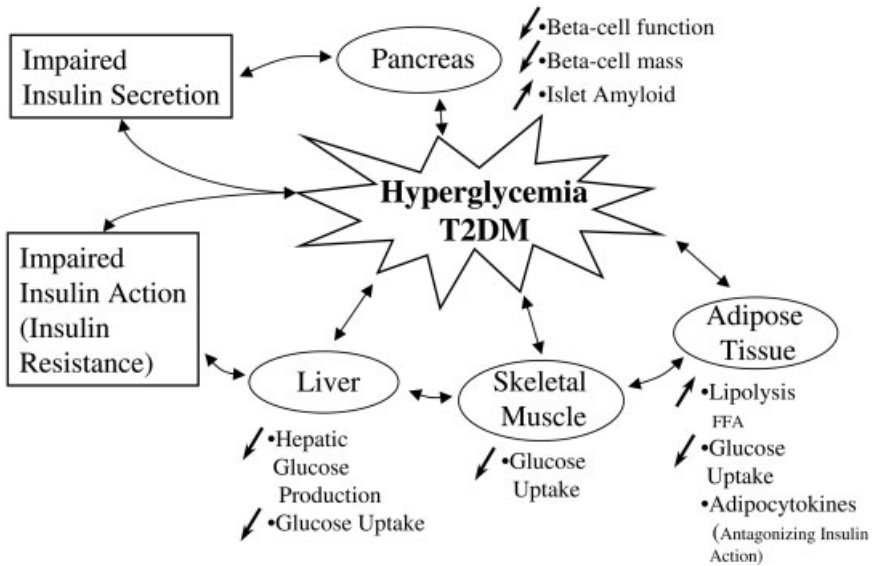 Impaired
Insulin Secretion
Pancreas
•Beta-cell function
•Beta-cell mass
•Islet Amyloid
Hyperglycemia
T2DM
Impaired
Insulin Action
(Insulin
Resistance)
Liver
•Hepatic
Glucose
Production
•Glucose Uptake
Skeletal
Muscle
•Glucose
Uptake
Adipose
Tissue
•Lipolysis
FFA
•Glucose
Uptake
•Adipocytokines
(Antagonizing Insulin
Action)